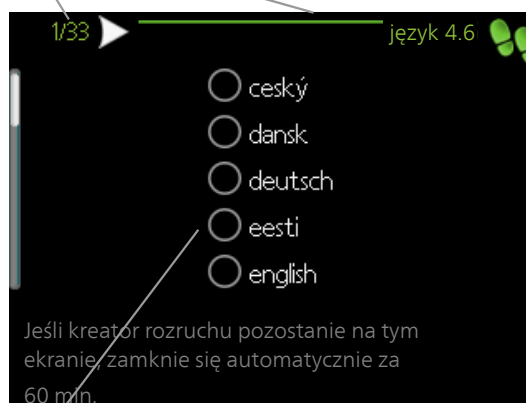 1/33
język 4.6
ceský
dansk
deutsch
eesti
english
Jeśli kreator rozruchu pozostanie na tym
ekranie, zamknie się automatycznie za
60 min.